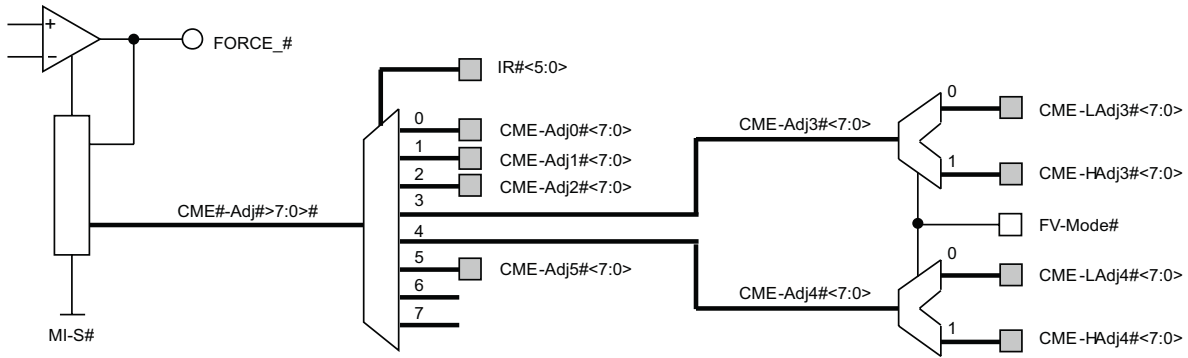 +
−
FORCE_#
MI-S#
CME#-Adj#>7:0>#
IR#<5:0>
0
CME-Adj0#<7:0>
1
CME-Adj1#<7:0>
2
CME-Adj2#<7:0>
3
4
5
CME-Adj5#<7:0>
6
7
CME-Adj3#<7:0>
0
CME-LAdj3#<7:0>
1
CME-HAdj3#<7:0>
FV-Mode#
CME-Adj4#<7:0>
0
CME-LAdj4#<7:0>
1
CME-HAdj4#<7:0>